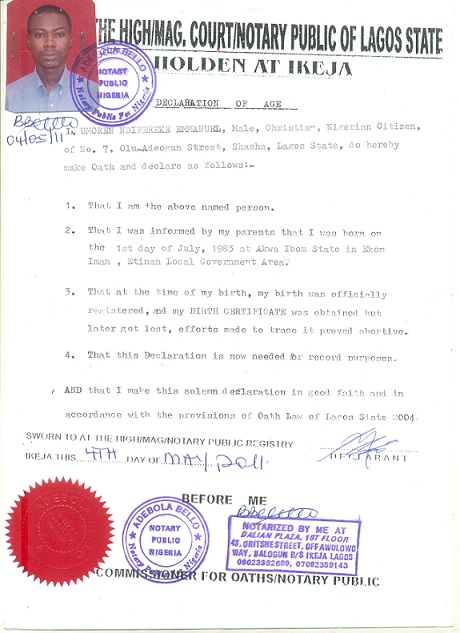 THE HIGH/MAG, COURT/NOTARY PUBLIC OF LAGOS STATE
HOLDEN AT IKEJA
ADEBOLA BELLO
NOTARY
PUBLIC
NIGERIA
Notary Public For Nigeria
DECLARATION OF AGE
04/05/11
I, UMOREN NDIFEREKE EMMANUEL, Male, Christian, Nigerian Citizen,
of No. 7, Olu-Adeogun Street, Shasha, Lagos State, do hereby
make Oath and declare as follows:-
1. That I am the above named person.
2. That I was informed by my parents that I was born on
the 1st day of July, 1983 at Akwa Ibom State in Ekom
Iman , Etinan Local Government Area.
3. That at the time of my birth, my birth was officially
registered, and my BIRTH CERTIFICATE was obtained but
later got lost, efforts made to trace it proved abortive.
4. That this Declaration is now needed for record purposes.
AND that I make this solemn declaration in good faith and in
accordance with the provisions of Oath Law of Lagos State 2004.
SWORN TO AT THE HIGH/MAG/NOTARY PUBLIC REGISTRY
IKEJA THIS 4TH DAY OF MAY, 2011.
DECLARANT
BEFORE ME
ADEBOLA BELLO
NOTARY
PUBLIC
NIGERIA
Notary Public For Nigeria
NOTARIZED BY ME AT
DALIAN PLAZA, 1ST FLOOR
43, ORITSHE STREET, OFF AWOLOWO
WAY, BALOGUN B/S IKEJA LAGOS
COMMISSIONER FOR OATHS/NOTARY PUBLIC